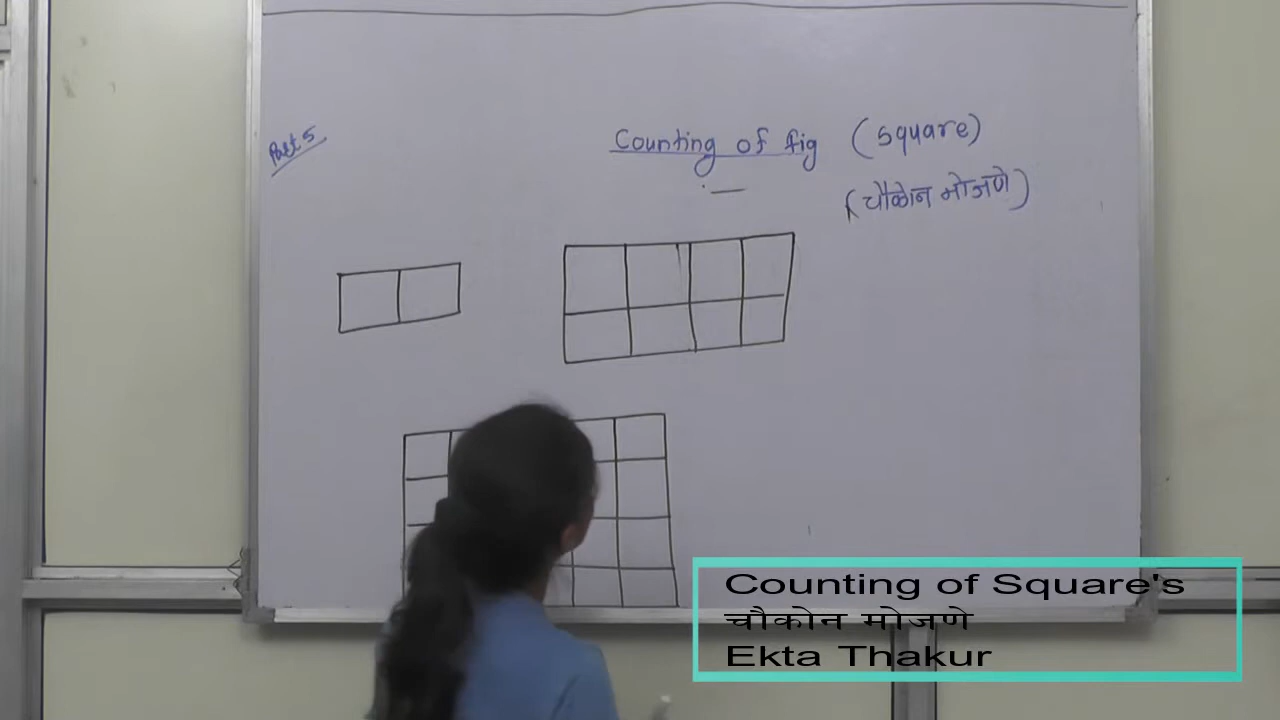 Part 5
Counting of fig (square)
(चौकोन मोजणे)
Counting of Square's
चौकोन मोजणे
Ekta Thakur